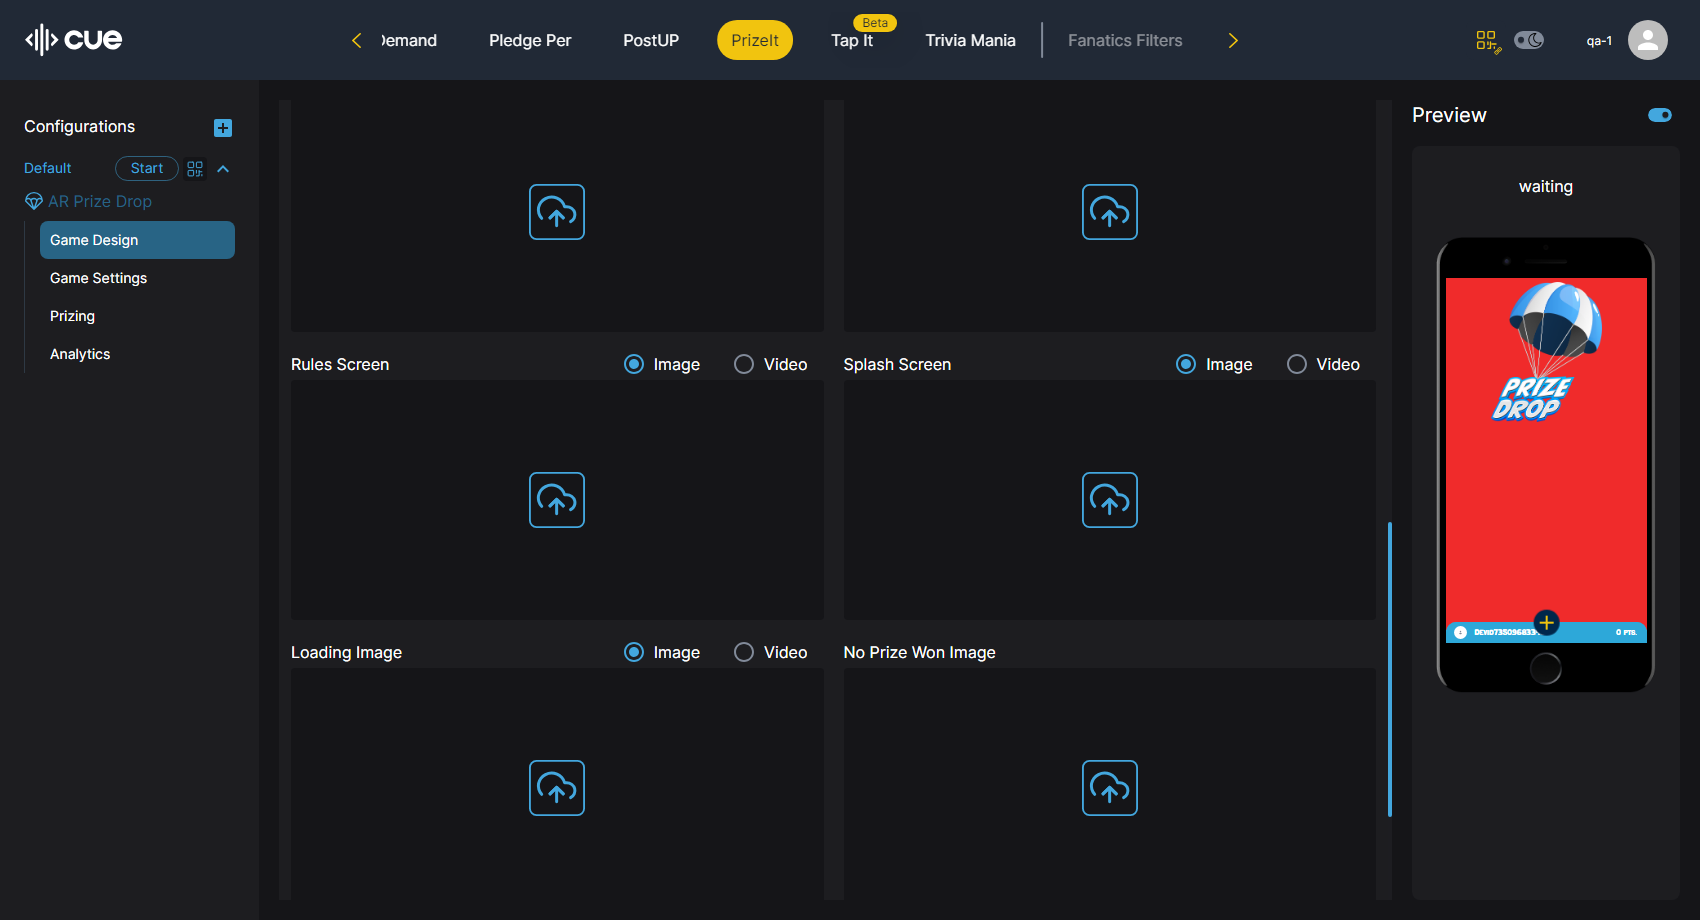 cue
Demand
Pledge Per
PostUP
PrizeIt
Beta
Tap It
Trivia Mania
Fanatics Filters
qa-1
Configurations
Default
Start
AR Prize Drop
Game Design
Game Settings
Prizing
Analytics
Rules Screen
Image
Video
Splash Screen
Image
Video
Loading Image
Image
Video
No Prize Won Image
Preview
waiting
PRIZE
DROP
0 PTS.